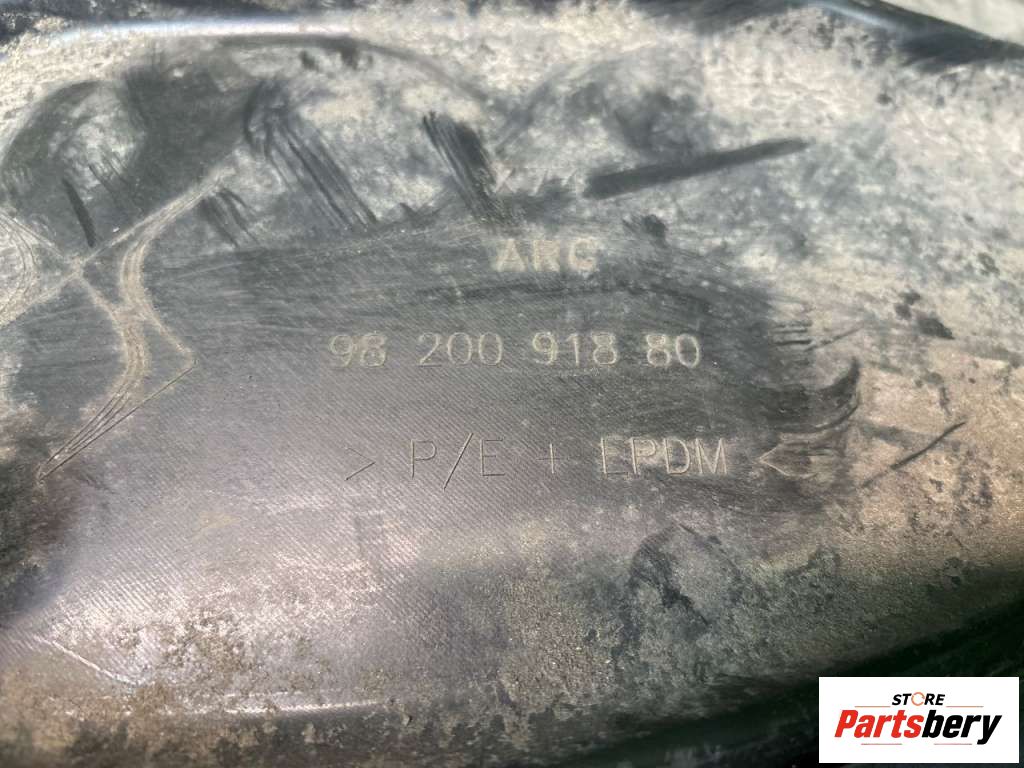 ARC
98 200 918 80
> P/E + EPDM <
STORE
Partsbery